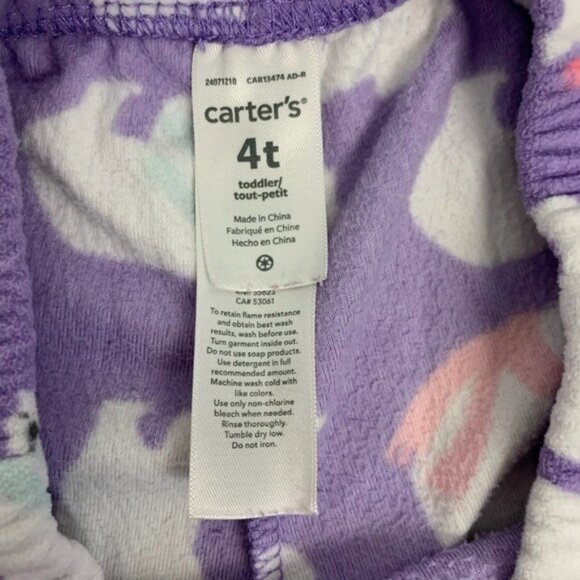 24071210 CAR13474 AD-R
carter's®
4t
toddler/
tout-petit
Made in China
Fabriqué en Chine
Hecho en China
RN# 35623
CA# 53061
To retain flame resistance
and obtain best wash
results, wash before use.
Turn garment inside out.
Do not use soap products.
Use detergent in full
recommended amount.
Machine wash cold with
like colors.
Use only non-chlorine
bleach when needed.
Rinse thoroughly.
Tumble dry low.
Do not iron.